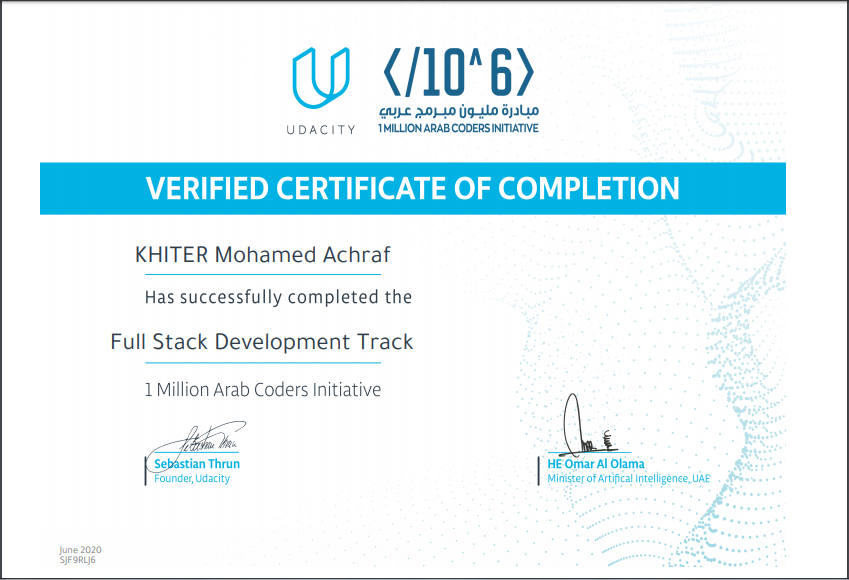 UDACITY
</10^6>
مبادرة مليون مبرمج عربي
1 MILLION ARAB CODERS INITIATIVE
VERIFIED CERTIFICATE OF COMPLETION
KHITER Mohamed Achraf
Has successfully completed the
Full Stack Development Track
1 Million Arab Coders Initiative
Sebastian Thrun
Founder, Udacity
HE Omar Al Olama
Minister of Artifical Intelligence, UAE
June 2020
SJF9RLJ6